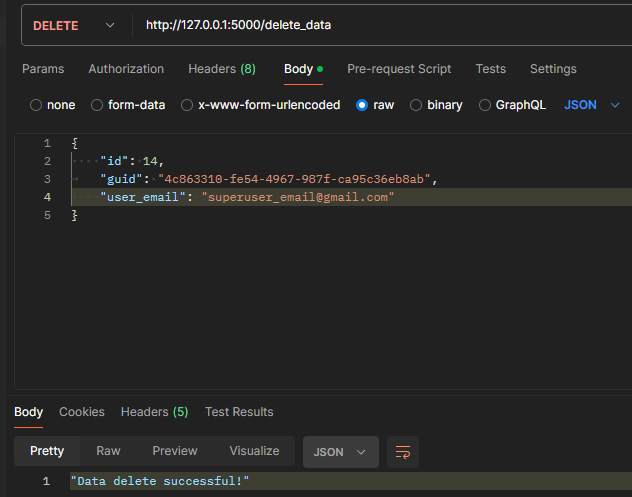 DELETE http://127.0.0.1:5000/delete_data
Params Authorization Headers (8) Body Pre-request Script Tests Settings
none form-data x-www-form-urlencoded raw binary GraphQL JSON
1 {
2 "id": 14,
3 "guid": "4c863310-fe54-4967-987f-ca95c36eb8ab",
4 "user_email": "superuser_email@gmail.com"
5 }
Body Cookies Headers (5) Test Results
Pretty Raw Preview Visualize JSON
1 "Data delete successful!"